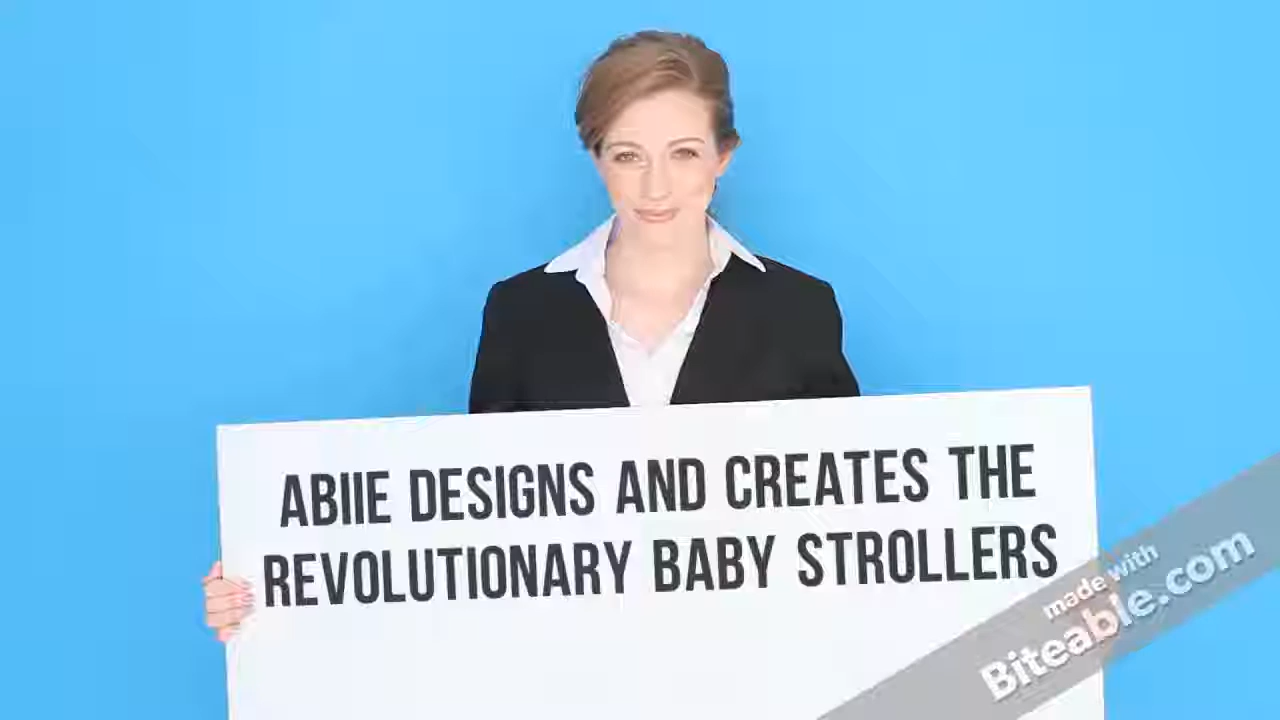 ABIIE DESIGNS AND CREATES THE
REVOLUTIONARY BABY STROLLERS
made with
Biteable.com